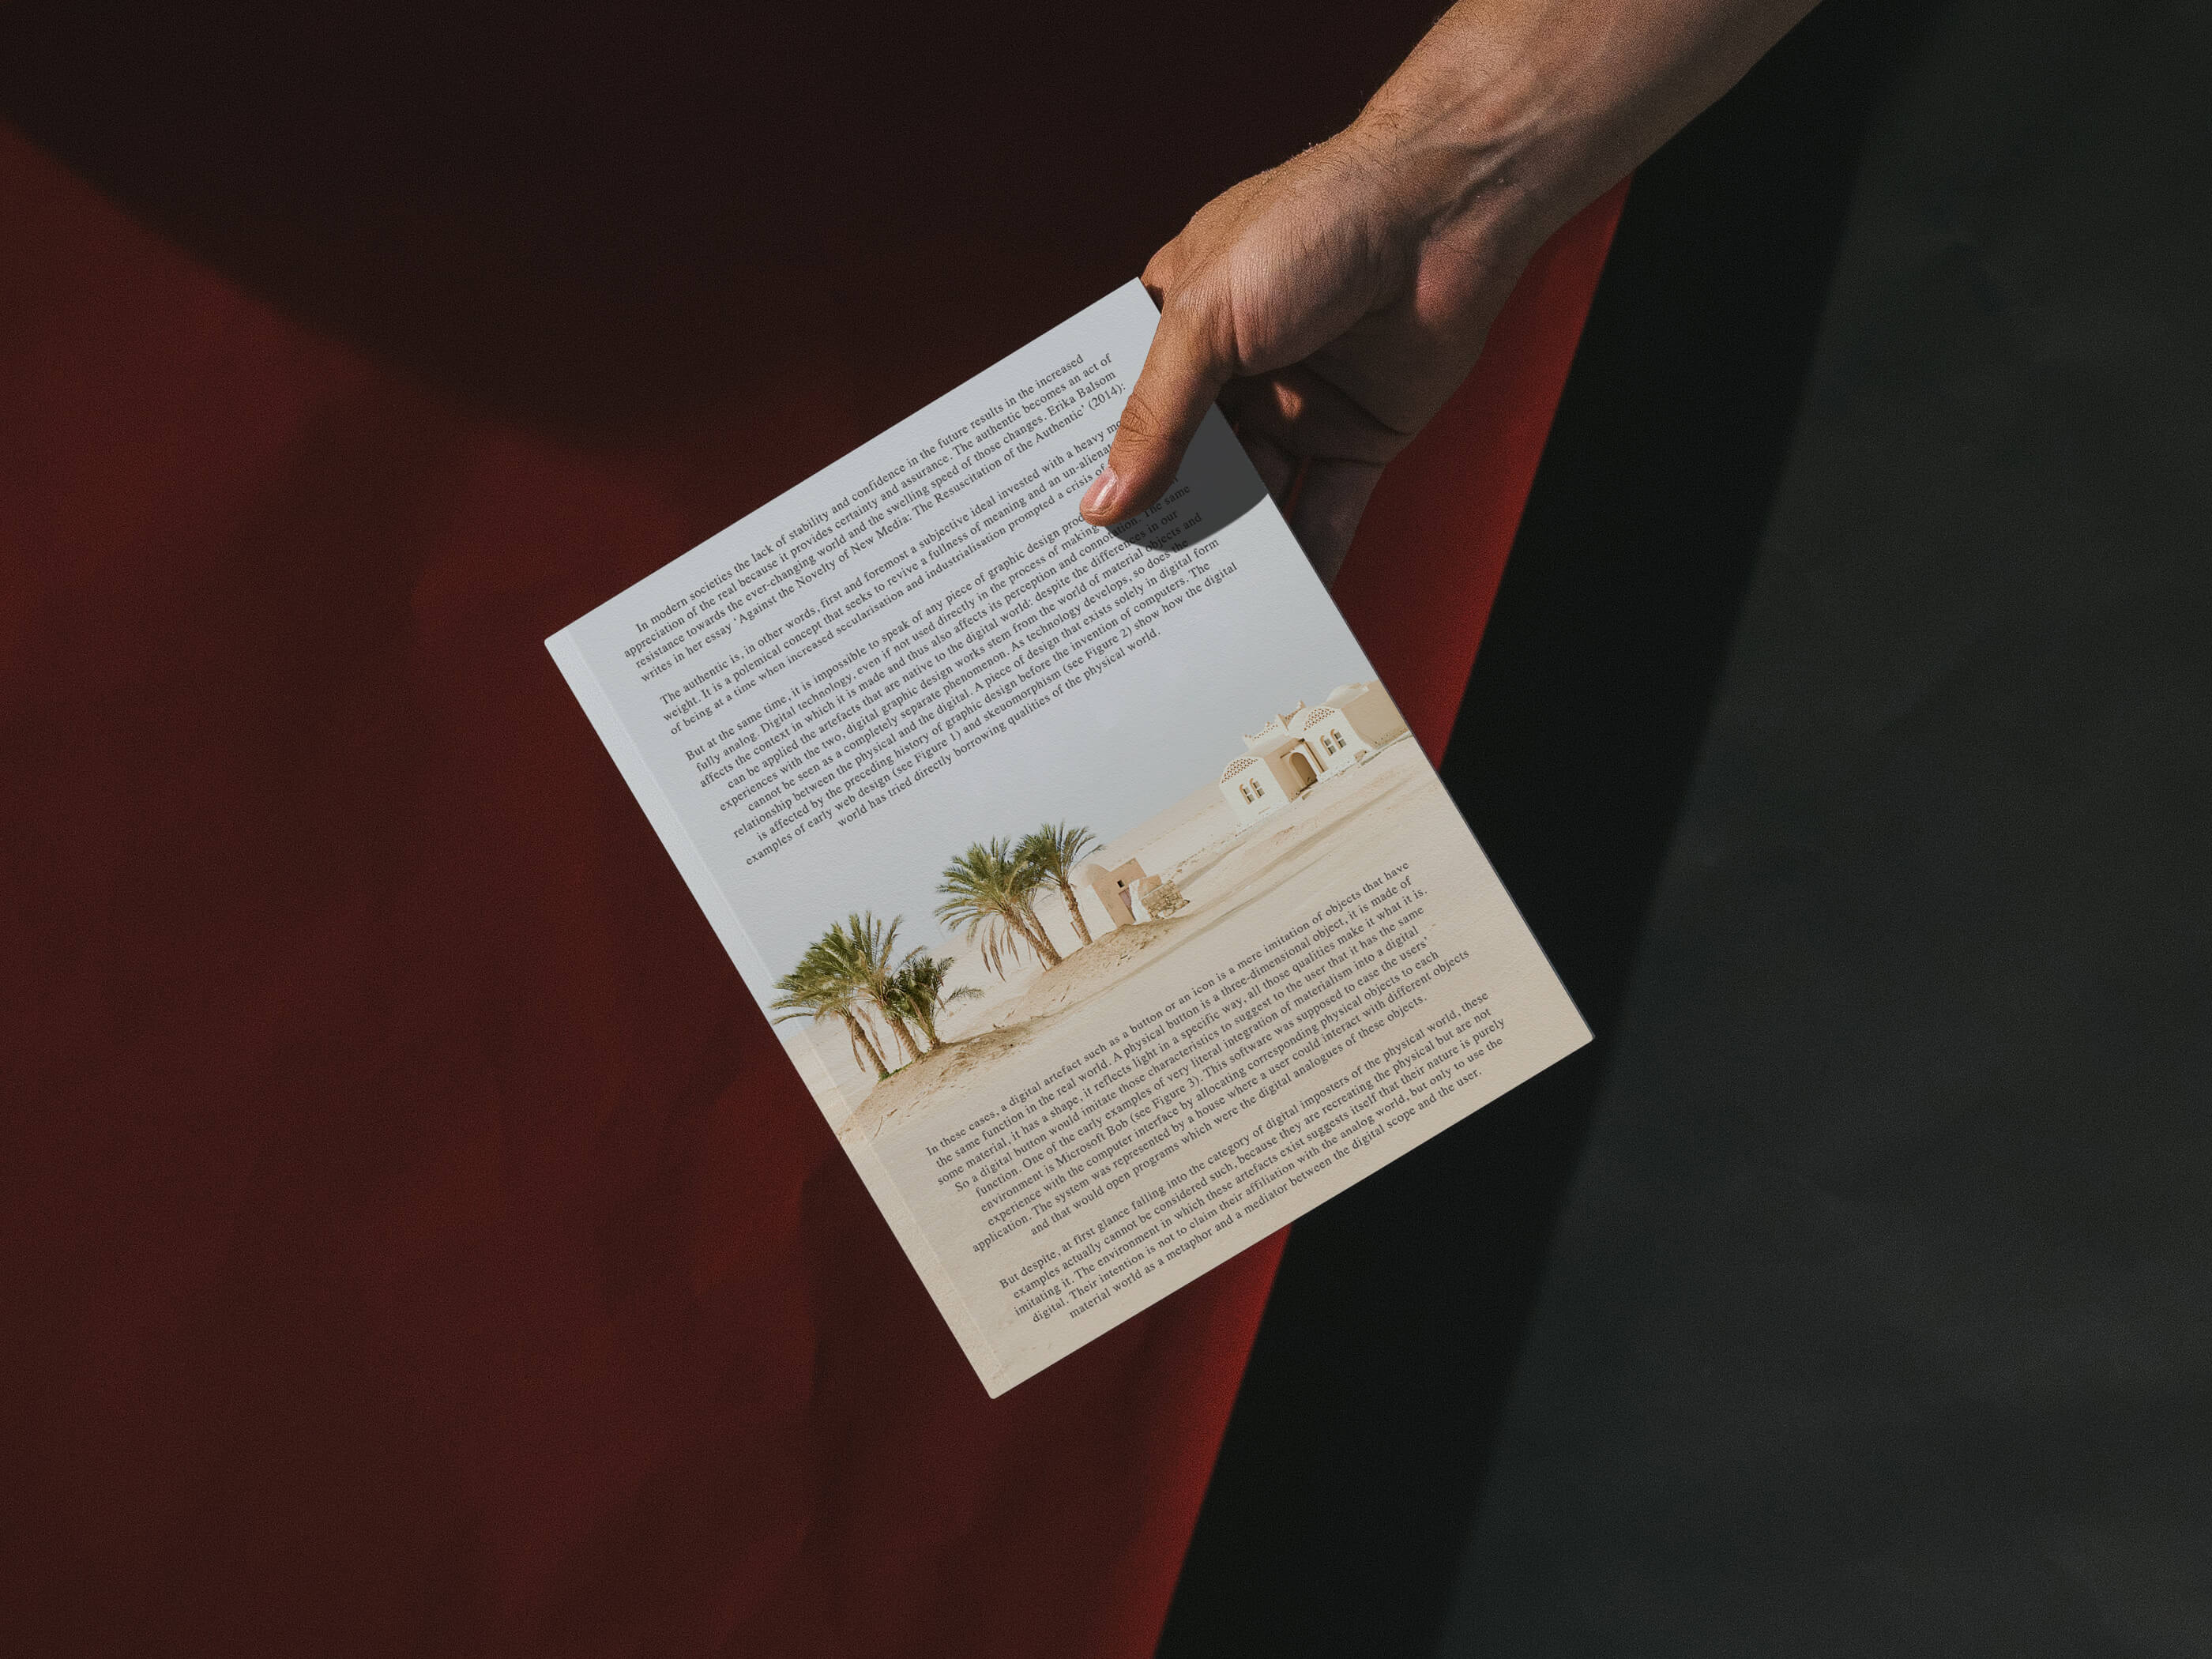 In modern societies the lack of stability and confidence in the future results in the increased
appreciation of the real because it provides certainty and assurance. The authentic becomes an act of
resistance towards the ever-changing world and the swelling speed of those changes. Erika Balsom
writes in her essay ‘Against the Novelty of New Media: The Resuscitation of the Authentic’ (2014):
The authentic is, in other words, first and foremost a subjective ideal invested with a heavy
weight. It is a polemical concept that seeks to revive a fullness of meaning and an
of being at a time when increased secularisation and industrialisation prompted a crisis of
But at the same time, it is impossible to speak of any piece of graphic design
fully analog. Digital technology, even if not used directly in the process of making
affects the context in which it is made and thus also affects its perception and connotation. The same
can be applied the artefacts that are native to the digital world: despite the differences in our
experiences with the two, digital graphic design works stem from the world of material objects and
cannot be seen as a completely separate phenomenon. As technology develops, so does the
relationship between the physical and the digital. A piece of design that exists solely in digital form
is affected by the preceding history of graphic design before the invention of computers. The
examples of early web design (see Figure 1) and skeuomorphism (see Figure 2) show how the digital
world has tried directly borrowing qualities of the physical world.
In these cases, a digital artefact such as a button or an icon is a mere imitation of objects that have
the same function in the real world. A physical button is a three-dimensional object, it is made of
some material, it has a shape, it reflects light in a specific way, all those qualities make it what it is.
So a digital button would imitate those characteristics to suggest to the user that it has the same
function. One of the early examples of very literal integration of materialism into a digital
environment is Microsoft Bob (see Figure 3). This software was supposed to ease the users’
experience with the computer interface by allocating corresponding physical objects to each
application. The system was represented by a house where a user could interact with different objects
and that would open programs which were the digital analogues of these objects.
But despite, at first glance falling into the category of digital imposters of the physical world, these
examples actually cannot be considered such, because they are recreating the physical but are not
imitating it. The environment in which these artefacts exist suggests itself that their nature is purely
digital. Their intention is not to claim their affiliation with the analog world, but only to use the
material world as a metaphor and a mediator between the digital scope and the user.